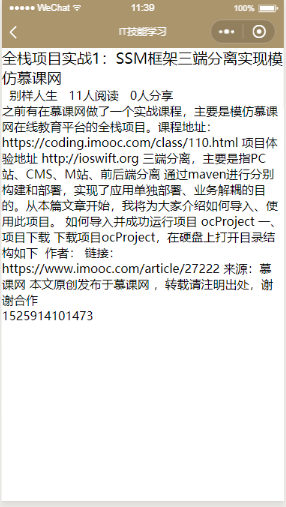 WeChat
11:39
100%
IT技能学习
全栈项目实战1：SSM框架三端分离实现模
仿慕课网
别样人生 11人阅读 0人分享
之前有在慕课网做了一个实战课程，主要是模仿慕课
网在线教育平台的全栈项目。课程地址：
https://coding.imooc.com/class/110.html 项目体
验地址 http://ioswift.org 三端分离，主要是指PC
站、CMS、M站、前后端分离 通过maven进行分别
构建和部署，实现了应用单独部署、业务解耦的目
的。从本篇文章开始，我将为大家介绍如何导入、使
用此项目。 如何导入并成功运行项目 ocProject 一、
项目下载 下载项目ocProject，在硬盘上打开目录结
构如下 作者： 链接：
https://www.imooc.com/article/27222 来源：慕
课网 本文原创发布于慕课网 ，转载请注明出处，谢
谢合作
1525914101473